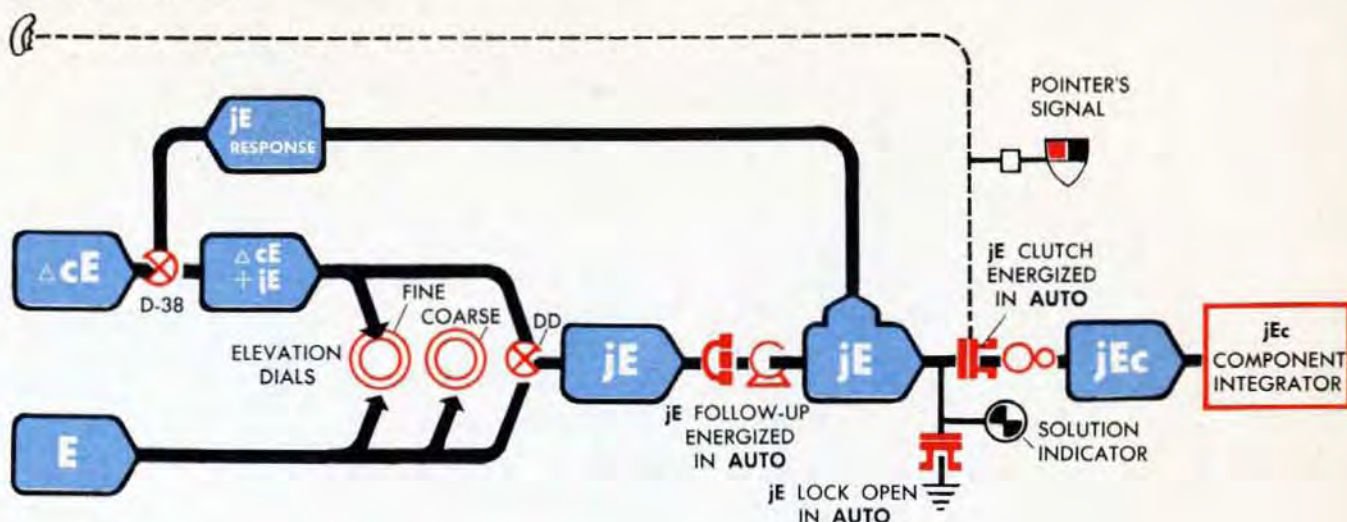 POINTER'S
SIGNAL
jE
RESPONSE
jE CLUTCH
ENERGIZED
IN AUTO
△cE
D-38
△cE
+ jE
FINE
COARSE
ELEVATION
DIALS
DD
jE
jE
jEc
jEc
COMPONENT
INTEGRATOR
E
jE FOLLOW-UP
ENERGIZED
IN AUTO
SOLUTION
INDICATOR
jE LOCK OPEN
IN AUTO